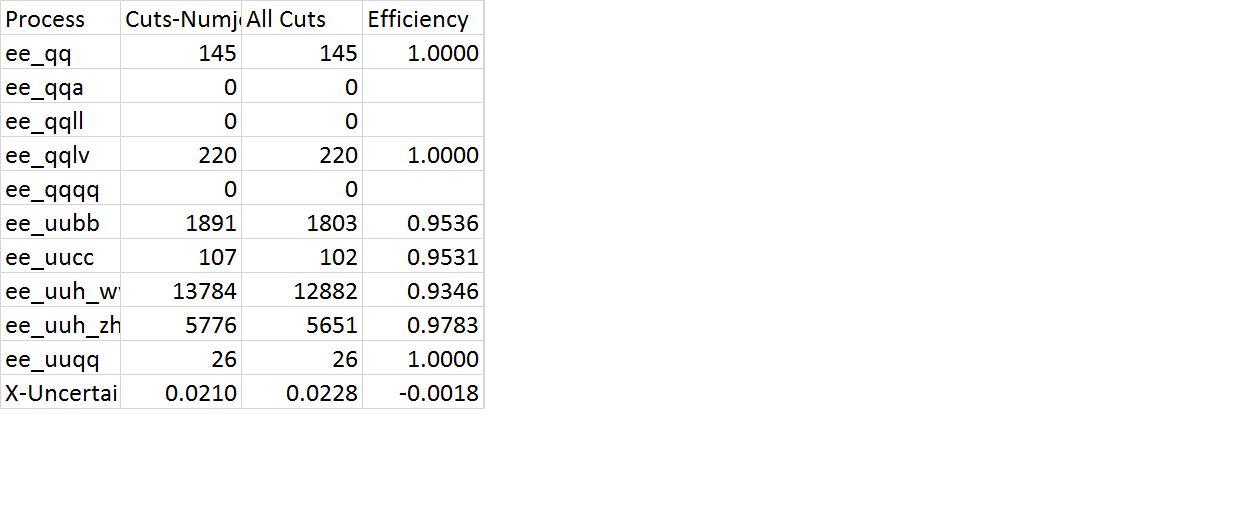 Process Cuts-Numj All Cuts Efficiency
ee_qq 145 145 1.0000
ee_qqa 0 0
ee_qqll 0 0
ee_qqlv 220 220 1.0000
ee_qqqq 0 0
ee_uubb 1891 1803 0.9536
ee_uucc 107 102 0.9531
ee_uuh_w 13784 12882 0.9346
ee_uuh_zh 5776 5651 0.9783
ee_uuqq 26 26 1.0000
X-Uncertai 0.0210 0.0228 -0.0018